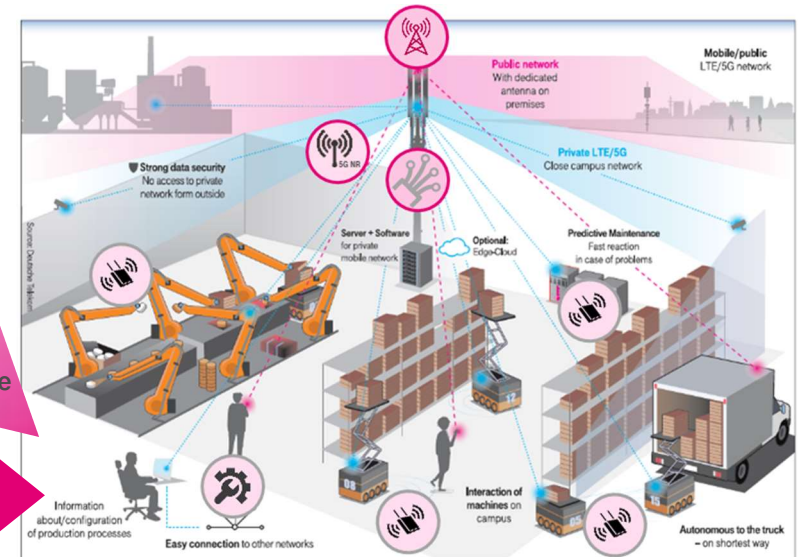 Public network
With dedicated
antenna on
premises
Mobile/public
LTE/5G network
5G NR
Strong data security
No access to private
network form outside
Private LTE/5G
Close campus network
Source: Deutsche Telekom
Server + Software
for private
mobile network
Optional:
Edge-Cloud
Predictive Maintenance
Fast reaction
in case of problems
e
12
08
05
Information
about/configuration
of production processes
Easy connection to other networks
Interaction of
machines on
campus
Autonomous to the truck
– on shortest way